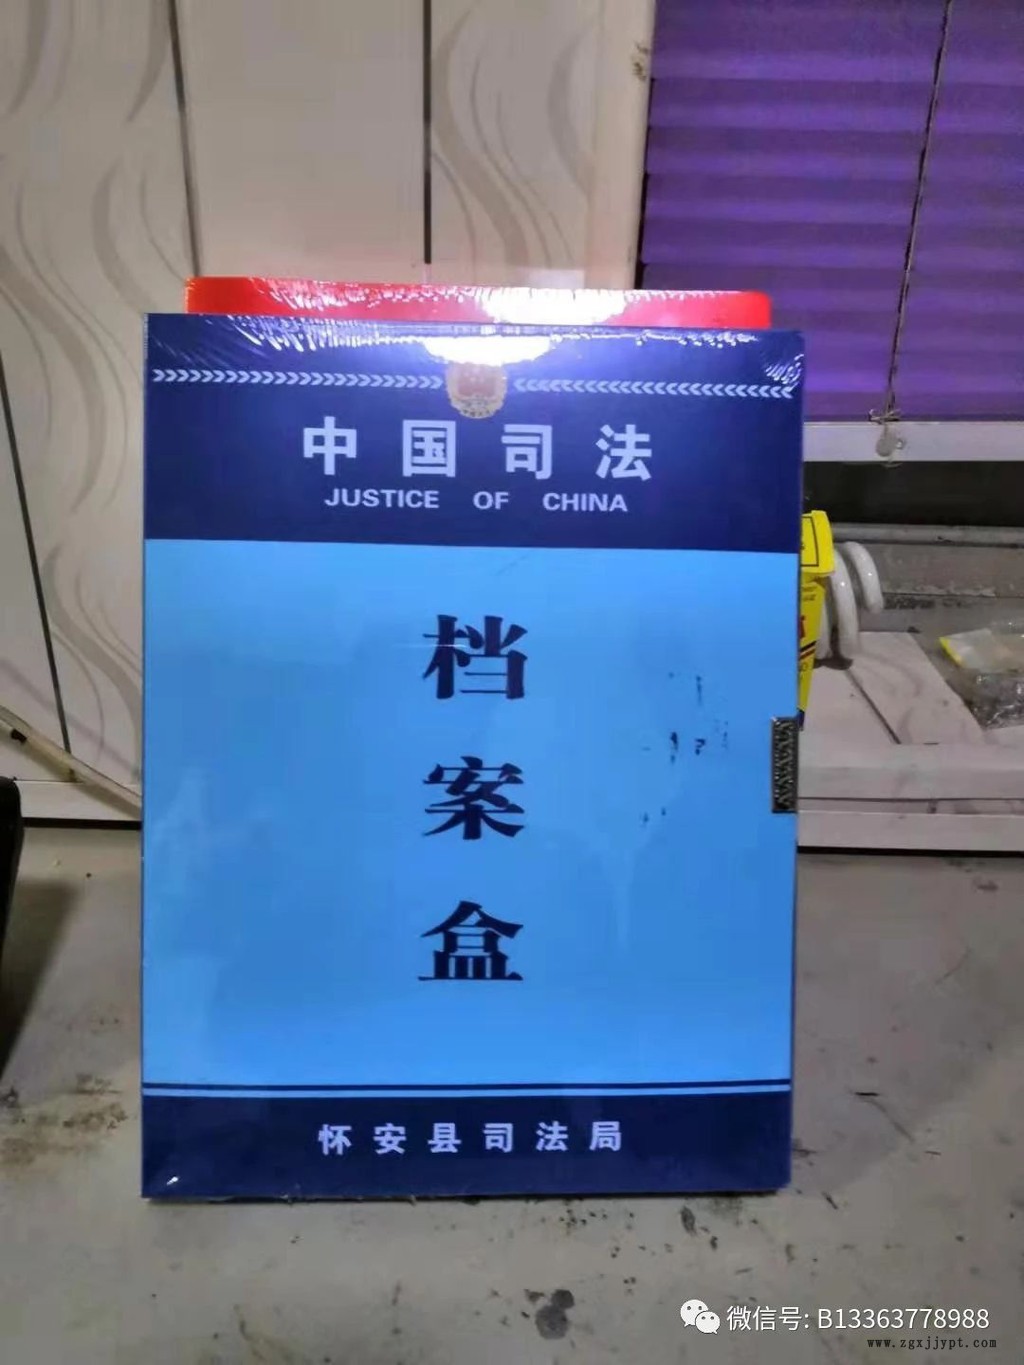 中国司法
JUSTICE OF CHINA
档
案
盒
怀安县司法局
微信号: B13363778988
www.zgxjjypt.com